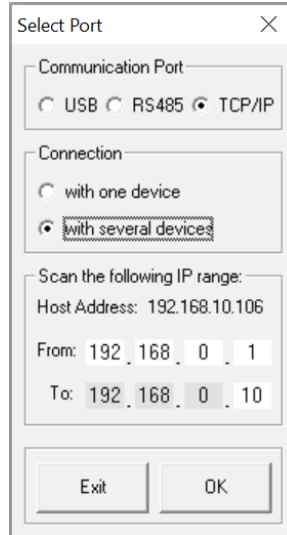 Select Port
Communication Port
USB RS485 TCP/IP
Connection
with one device
with several devices
Scan the following IP range:
Host Address: 192.168.10.106
From: 192 . 168 . 0 . 1
To: 192 . 168 . 0 . 10
Exit OK